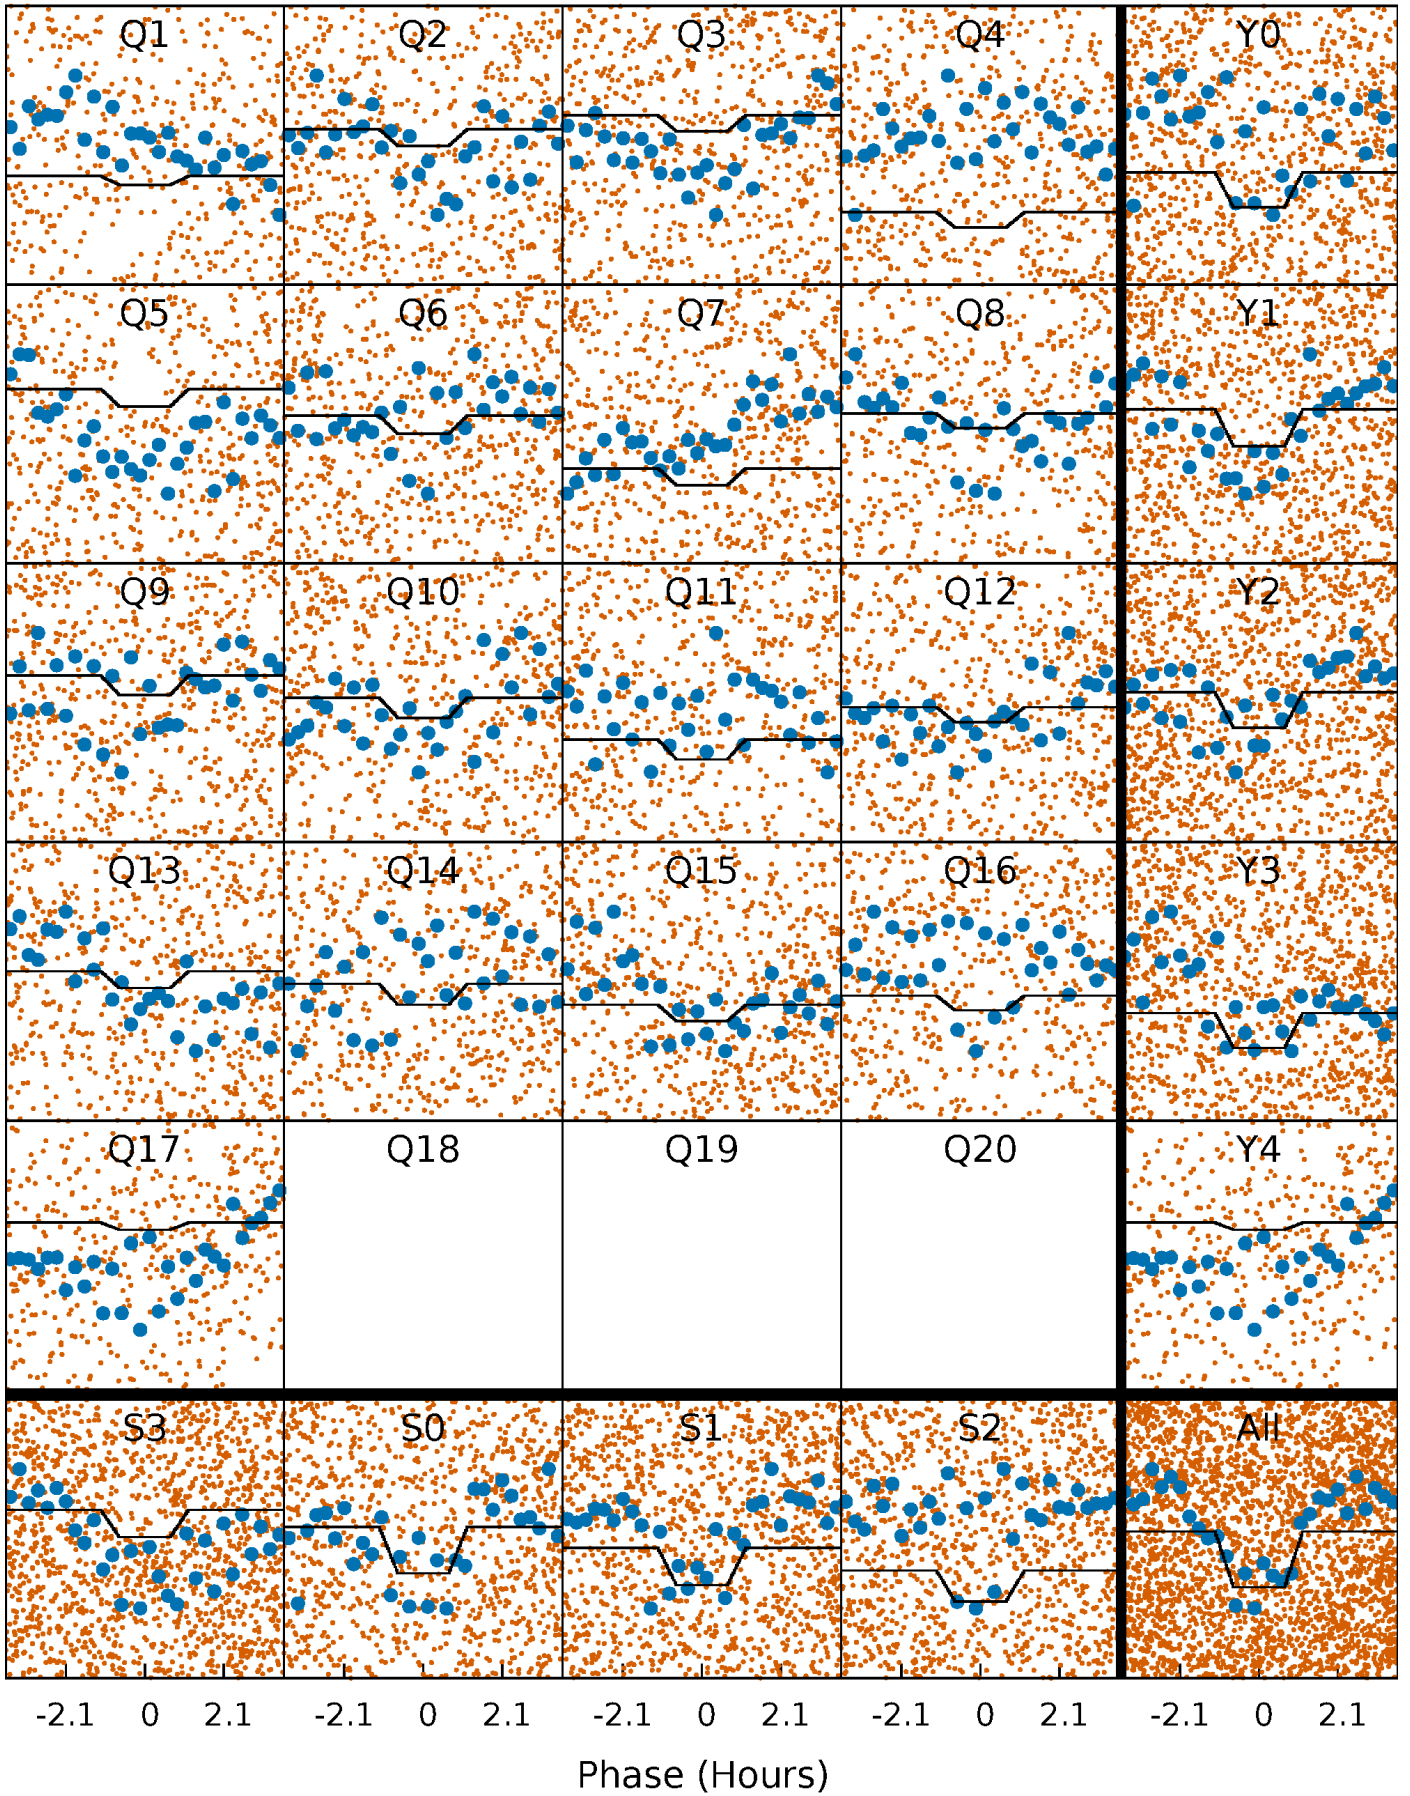 Q1 Q2 Q3 Q4 Y0
Q5 Q6 Q7 Q8 Y1
Q9 Q10 Q11 Q12 Y2
Q13 Q14 Q15 Q16 Y3
Q17 Q18 Q19 Q20 Y4
S3 S0 S1 S2 All
-2.1 0 2.1 -2.1 0 2.1 -2.1 0 2.1 -2.1 0 2.1 -2.1 0 2.1
Phase (Hours)